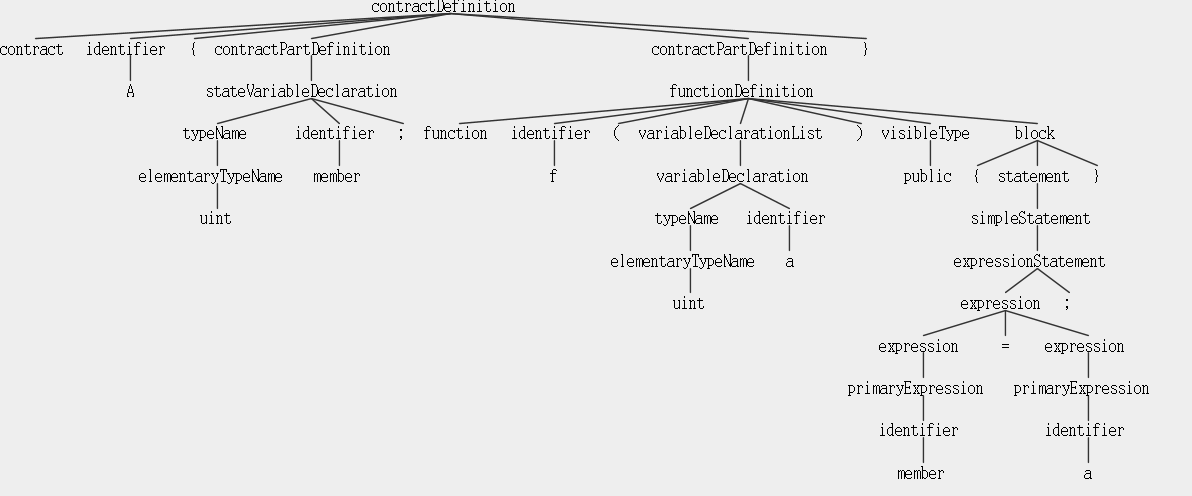 contractDefinition
contract identifier { contractPartDefinition contractPartDefinition }
A stateVariableDeclaration functionDefinition
typeName identifier ; function identifier ( variableDeclarationList ) visibleType block
elementaryTypeName member f variableDeclaration public { statement }
uint typeName identifier simpleStatement
elementaryTypeName a expressionStatement
uint expression ;
expression = expression
primaryExpression primaryExpression
identifier identifier
member a